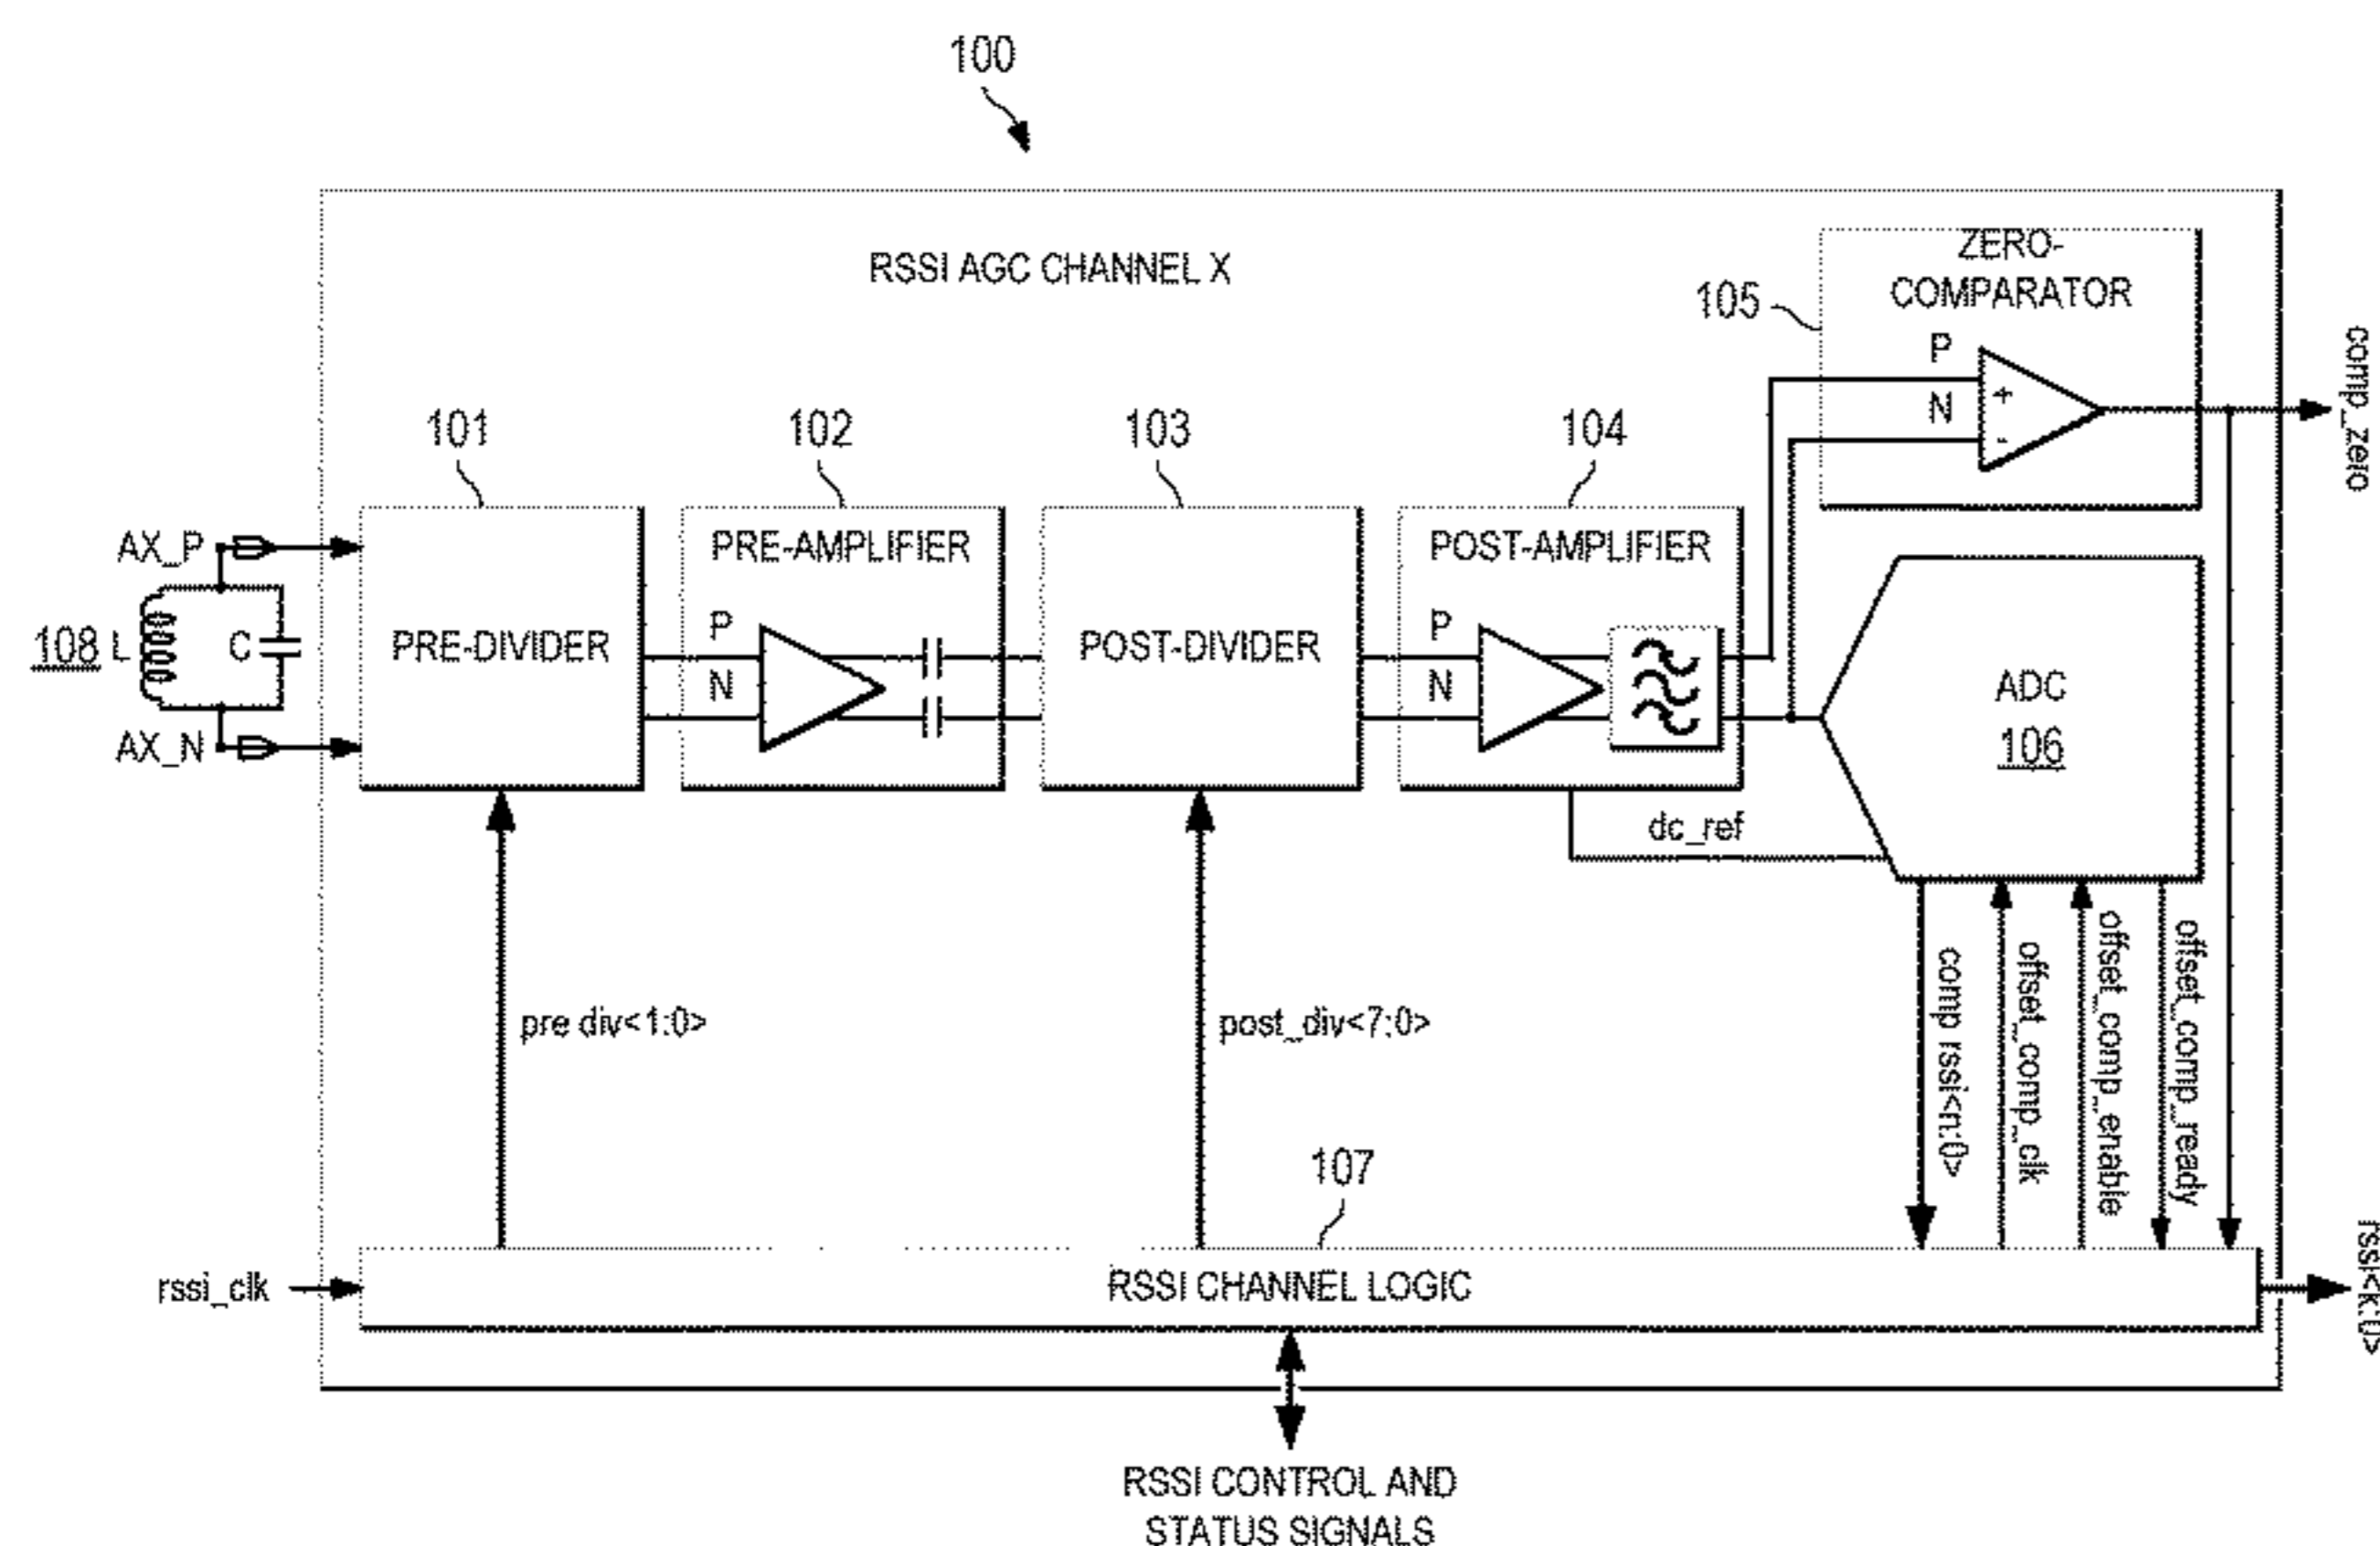 100
RSSI AGC CHANNEL X
ZERO-
COMPARATOR
105
P
N
+
-
comp_zero
101
102
103
104
AX_P
PRE-AMPLIFIER
POST-AMPLIFIER
108
L
C
PRE-DIVIDER
P
N
POST-DIVIDER
P
N
ADC
106
AX_N
dc_ref
pre div<1:0>
post_div<7:0>
comp rssi<n:0>
offset_comp_clk
offset_comp_enable
offset_comp_ready
107
rssi_clk
RSSI CHANNEL LOGIC
rssi<k:0>
RSSI CONTROL AND
STATUS SIGNALS